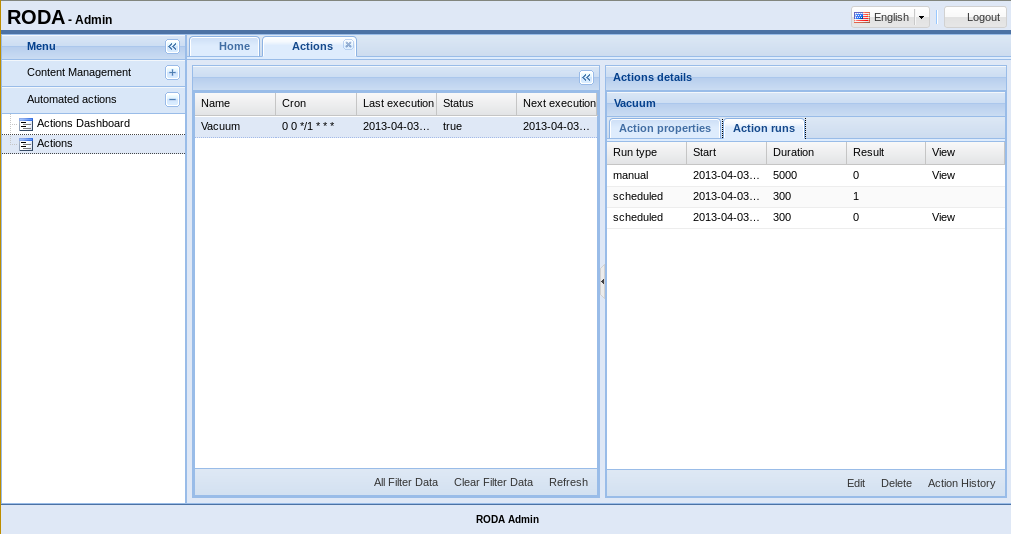 RODA - Admin
English
Logout
Menu
Content Management
Automated actions
Actions Dashboard
Actions
Home
Actions
Name Cron Last execution Status Next execution
Vacuum 0 0 */1 * * * 2013-04-03... true 2013-04-03...
All Filter Data Clear Filter Data Refresh
Actions details
Vacuum
Action properties Action runs
Run type Start Duration Result View
manual 2013-04-03... 5000 0 View
scheduled 2013-04-03... 300 1
scheduled 2013-04-03... 300 0 View
Edit Delete Action History
RODA Admin